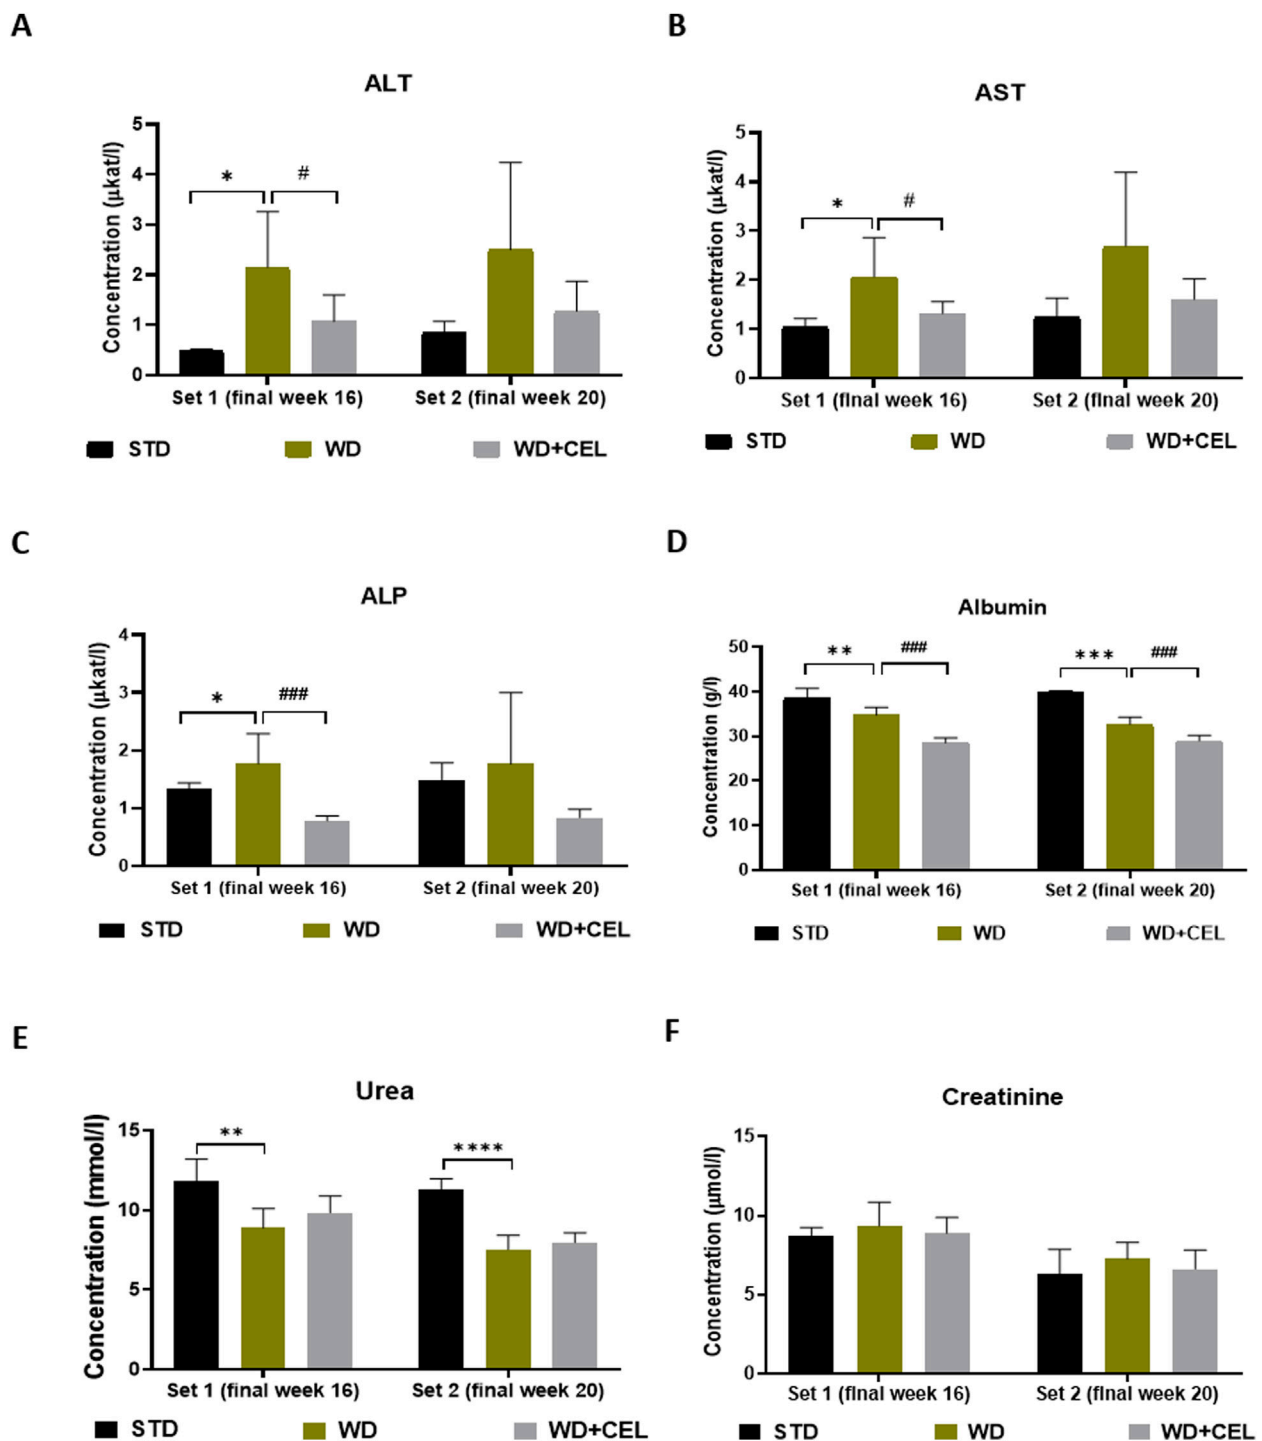 A
B
ALT
AST
Concentration (µkat/l)
5
4
3
2
1
0
* #
Set 1 (final week 16) Set 2 (final week 20)
STD WD WD+CEL
Concentration (µkat/l)
5
4
3
2
1
0
* #
Set 1 (final week 16) Set 2 (final week 20)
STD WD WD+CEL
C
D
ALP
Albumin
Concentration (µkat/l)
4
3
2
1
0
* ###
Set 1 (final week 16) Set 2 (final week 20)
STD WD WD+CEL
Concentration (g/l)
50
40
30
20
10
0
** ### *** ###
Set 1 (final week 16) Set 2 (final week 20)
STD WD WD+CEL
E
F
Urea
Creatinine
Concentration (mmol/l)
15
10
5
0
** ****
Set 1 (final week 16) Set 2 (final week 20)
STD WD WD+CEL
Concentration (µmol/l)
15
10
5
0
Set 1 (final week 16) Set 2 (final week 20)
STD WD WD+CEL